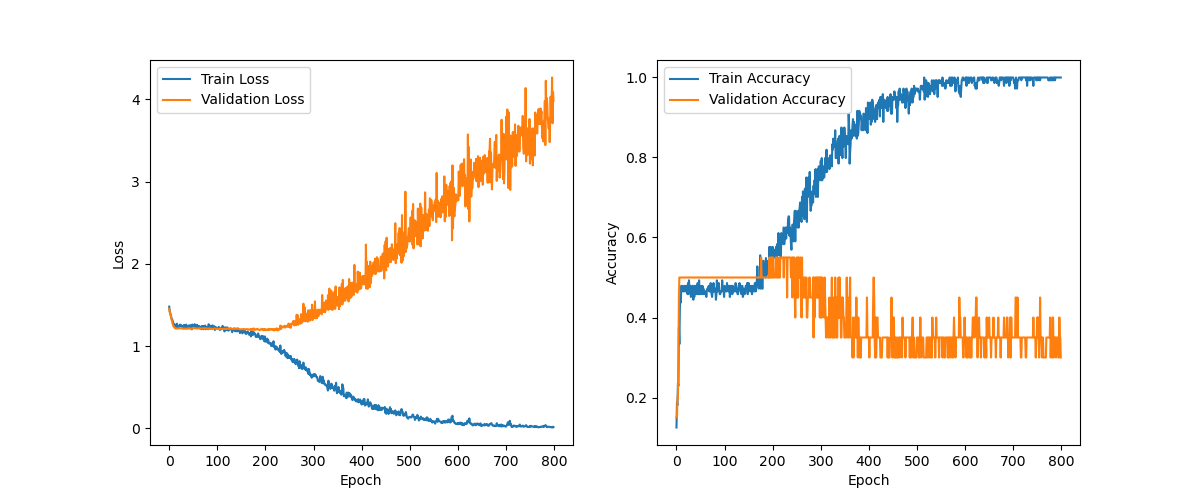 Train Loss
Validation Loss
4
3
2
1
0
Loss
0 100 200 300 400 500 600 700 800
Epoch
Train Accuracy
Validation Accuracy
1.0
0.8
0.6
0.4
0.2
Accuracy
0 100 200 300 400 500 600 700 800
Epoch